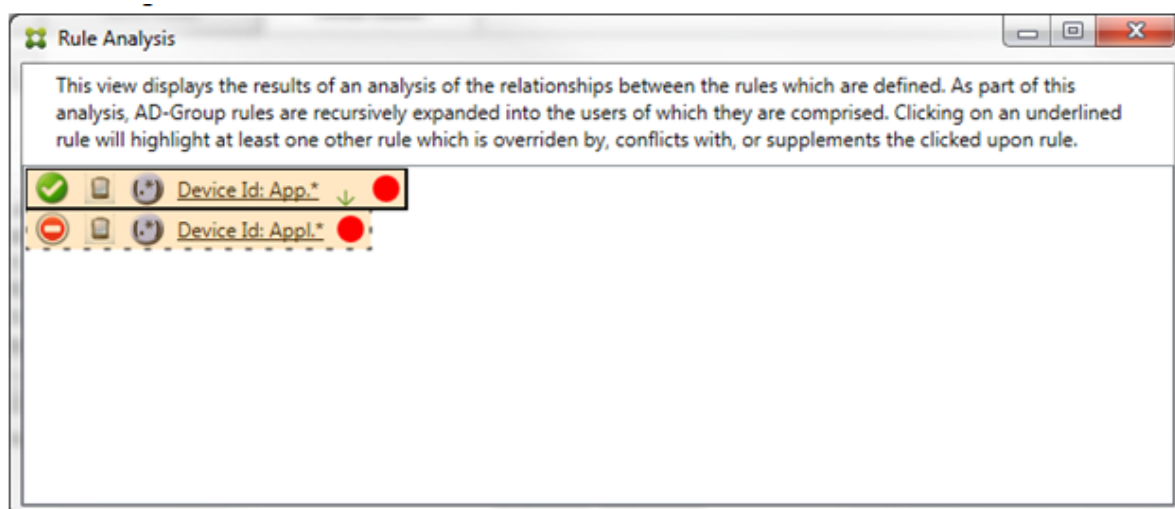 Rule Analysis
This view displays the results of an analysis of the relationships between the rules which are defined. As part of this
analysis, AD-Group rules are recursively expanded into the users of which they are comprised. Clicking on an underlined
rule will highlight at least one other rule which is overriden by, conflicts with, or supplements the clicked upon rule.
(.*) Device Id: App.*
(.*) Device Id: Appl.*